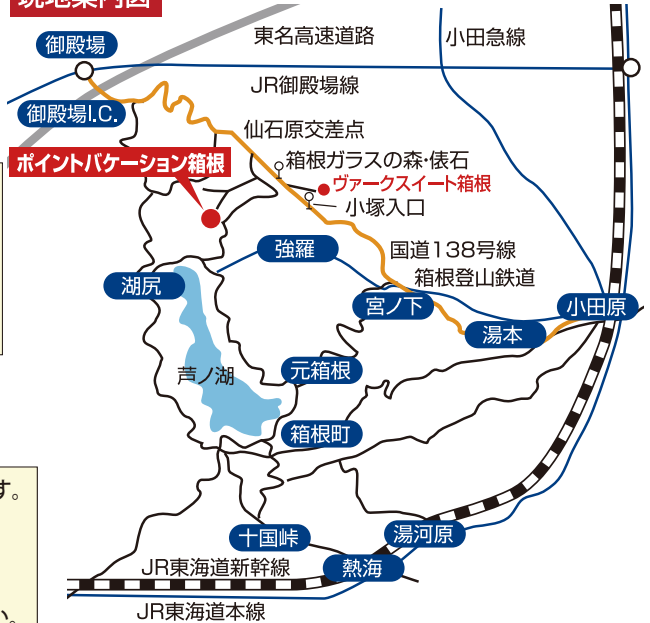 現地案内図
東名高速道路
小田急線
御殿場
JR御殿場線
御殿場I.C.
仙石原交差点
ポイントバケーション箱根
箱根ガラスの森・俵石
ヴァークスイート箱根
小塚入口
強羅
国道138号線
箱根登山鉄道
湖尻
宮ノ下
小田原
湯本
芦ノ湖
元箱根
箱根町
す。
十国峠
湯河原
JR東海道新幹線
熱海
い。
JR東海道本線